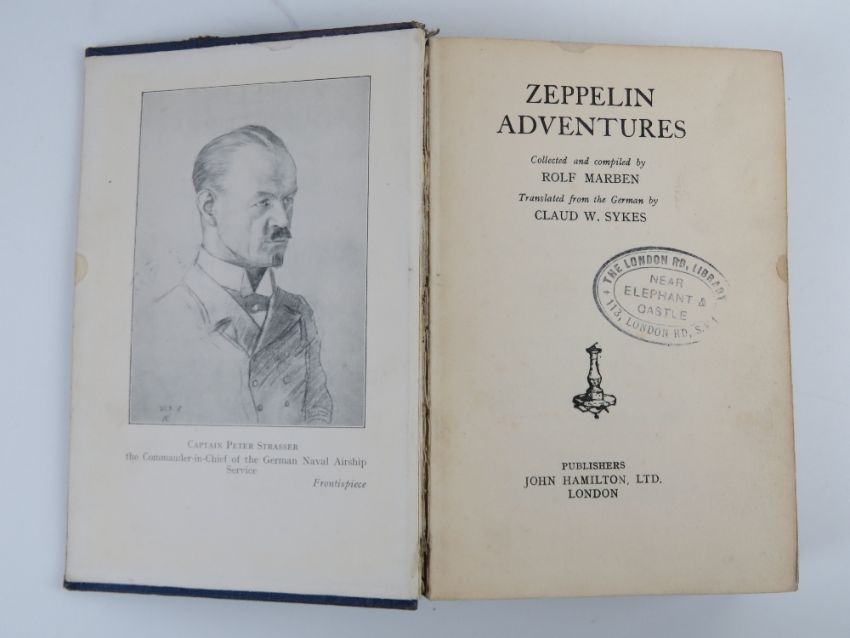 CAPTAIN PETER STRASSER
the Commander-in-Chief of the German Naval Airship
Service
Frontispiece
ZEPPELIN
ADVENTURES
Collected and compiled by
ROLF MARBEN
Translated from the German by
CLAUD W. SYKES
THE LONDON RD, LIBRARY
NEAR
ELEPHANT &
CASTLE
113, LONDON RD, S.E.1
PUBLISHERS
JOHN HAMILTON, LTD.
LONDON